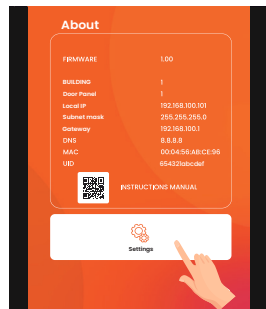 About
FIRMWARE 1.00
BUILDING 1
Door Panel 1
Local IP 192.168.100.101
Subnet mask 255.255.255.0
Gateway 192.168.100.1
DNS 8.8.8.8
MAC 00:04:56:AB:CE:96
UID 654321abcdef
INSTRUCTIONS MANUAL
Settings